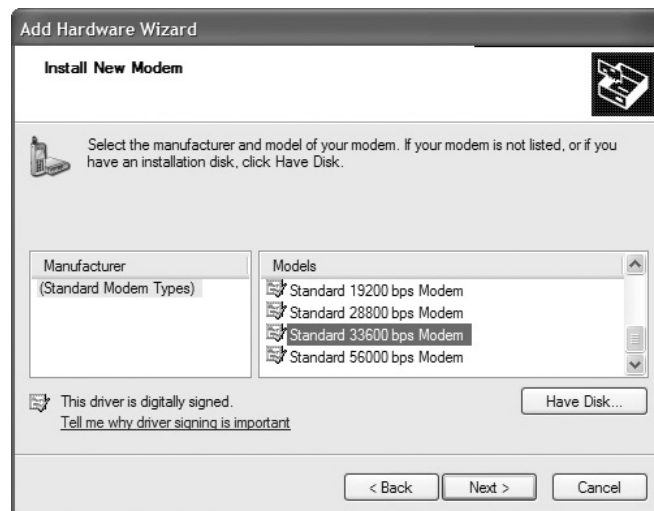 Add Hardware Wizard
Install New Modem
Select the manufacturer and model of your modem. If your modem is not listed, or if you
have an installation disk, click Have Disk.
Manufacturer
(Standard Modem Types)
Models
Standard 19200 bps Modem
Standard 28800 bps Modem
Standard 33600 bps Modem
Standard 56000 bps Modem
This driver is digitally signed.
Tell me why driver signing is important
Have Disk...
< Back
Next >
Cancel